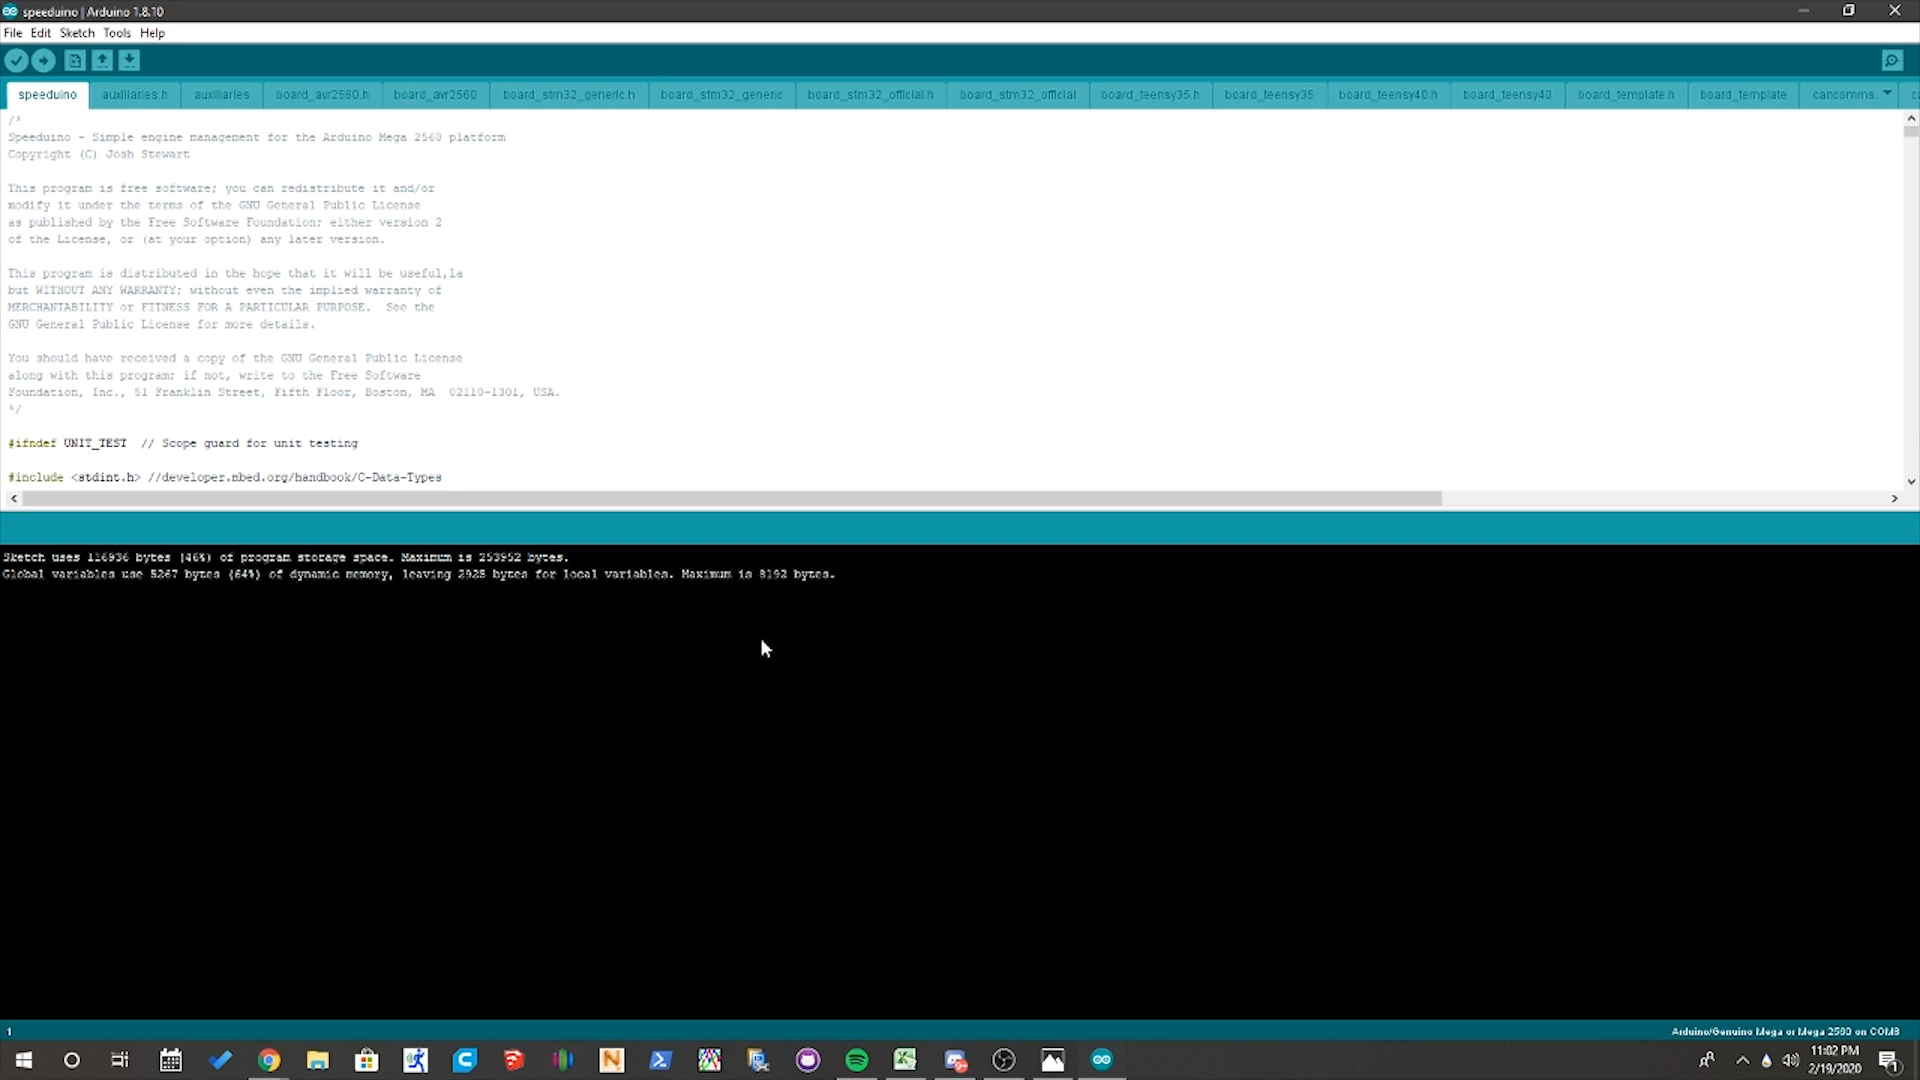 speeduino | Arduino 1.8.10
File Edit Sketch Tools Help
speeduino auxiliaries.h auxiliaries board_avr2560.h board_avr2560 board_stm32_generic.h board_stm32_generic board_stm32_official.h board_stm32_official board_teensy35.h board_teensy35 board_teensy40.h board_teensy40 board_template.h board_template cancomms.
/*
Speeduino - Simple engine management for the Arduino Mega 2560 platform
Copyright (C) Josh Stewart
This program is free software; you can redistribute it and/or
modify it under the terms of the GNU General Public License
as published by the Free Software Foundation; either version 2
of the License, or (at your option) any later version.
This program is distributed in the hope that it will be useful,la
but WITHOUT ANY WARRANTY; without even the implied warranty of
MERCHANTABILITY or FITNESS FOR A PARTICULAR PURPOSE.  See the
GNU General Public License for more details.
You should have received a copy of the GNU General Public License
along with this program; if not, write to the Free Software
Foundation, Inc., 51 Franklin Street, Fifth Floor, Boston, MA  02110-1301, USA.
*/
#ifndef UNIT_TEST  // Scope guard for unit testing
#include <stdint.h> //developer.mbed.org/handbook/C-Data-Types
Sketch uses 116936 bytes (46%) of program storage space. Maximum is 253952 bytes.
Global variables use 5267 bytes (64%) of dynamic memory, leaving 2925 bytes for local variables. Maximum is 8192 bytes.
1
Arduino/Genuino Mega or Mega 2560 on
11:02 PM
2/19/2020